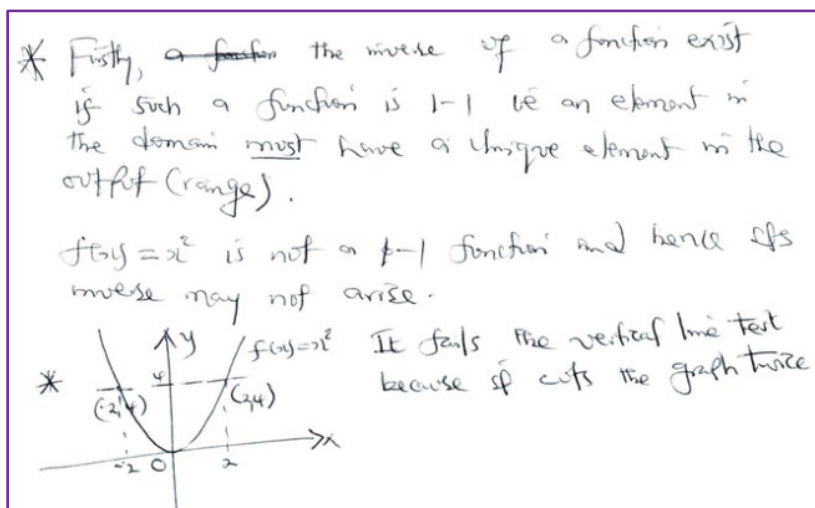 * Firstly, a function the inverse of a function exist
if such a function is 1-1 ie an element in
the domain must have a unique element in the
output (range).
f(x) = x² is not a 1-1 function and hence its
inverse may not arise.
y f(x)=x² It fails the vertical line test
* 4 because it cuts the graph twice
(-2,4) (2,4)
x
-2 0 2